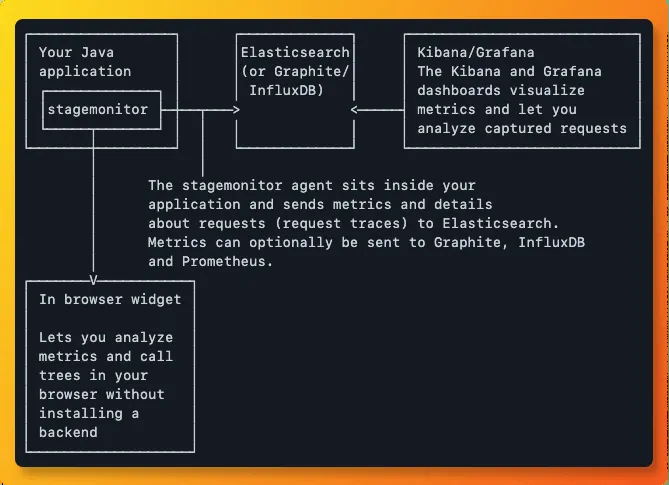 Your Java
application
stagemonitor
Elasticsearch
(or Graphite/
InfluxDB)
Kibana/Grafana
The Kibana and Grafana
dashboards visualize
metrics and let you
analyze captured requests
The stagemonitor agent sits inside your
application and sends metrics and details
about requests (request traces) to Elasticsearch.
Metrics can optionally be sent to Graphite, InfluxDB
and Prometheus.
In browser widget
Lets you analyze
metrics and call
trees in your
browser without
installing a
backend